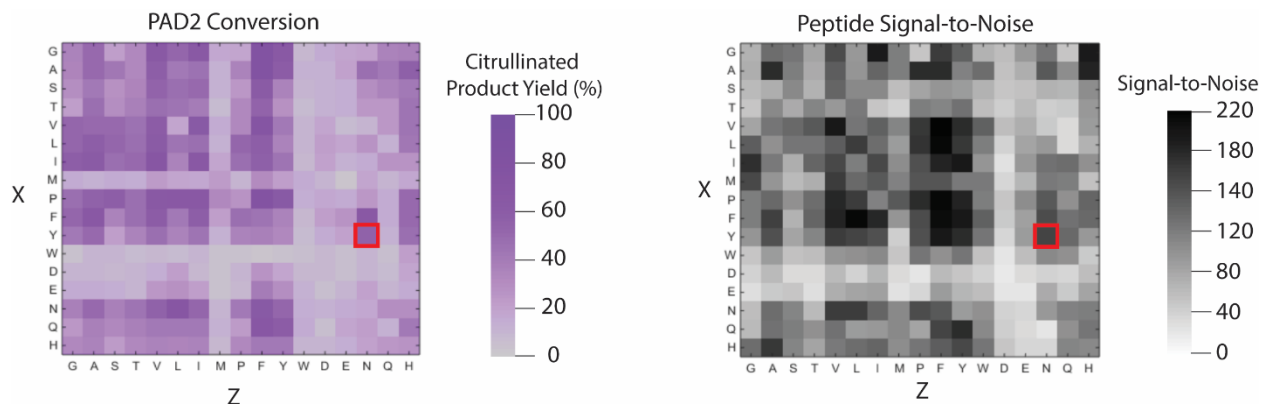 PAD2 Conversion
Citrullinated
Product Yield (%)
100
80
60
40
20
0
X
G
A
S
T
V
L
I
M
P
F
Y
W
D
E
N
Q
H
G A S T V L I M P F Y W D E N Q H
Z
Peptide Signal-to-Noise
Signal-to-Noise
220
180
140
120
80
40
0
X
G
A
S
T
V
L
I
M
P
F
Y
W
D
E
N
Q
H
G A S T V L I M P F Y W D E N Q H
Z